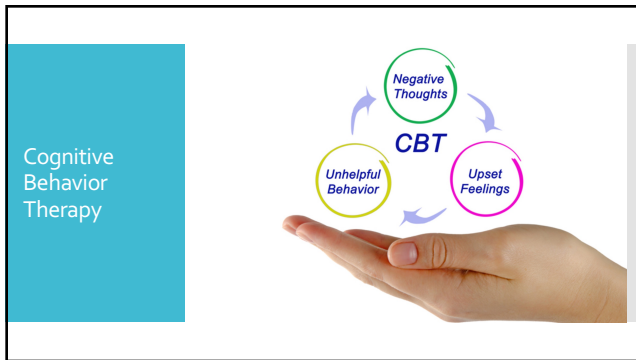 Cognitive
Behavior
Therapy
Negative
Thoughts
CBT
Unhelpful
Behavior
Upset
Feelings